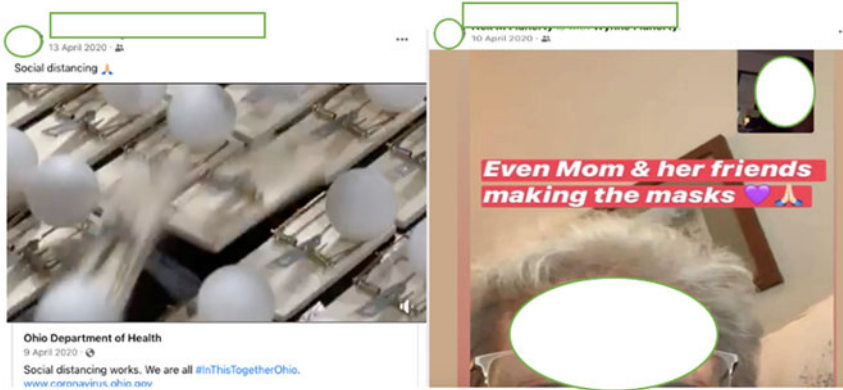 13 April 2020
Social distancing 🙏🏻
Ohio Department of Health
9 April 2020
Social distancing works. We are all #InThisTogetherOhio.
www.coronavirus.ohio.gov
10 April 2020
Even Mom & her friends
making the masks 💜🙏🏻